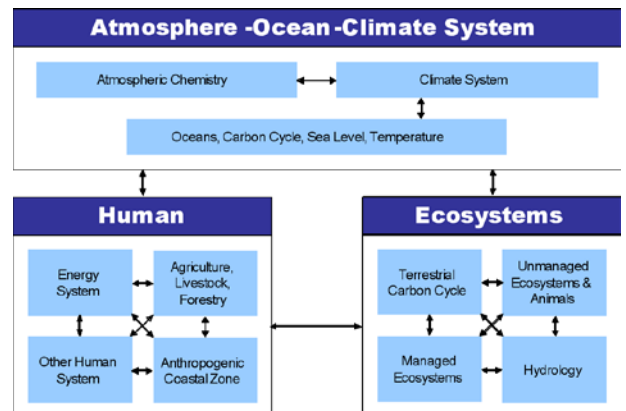 Atmosphere -Ocean -Climate System
Atmospheric Chemistry
Climate System
Oceans, Carbon Cycle, Sea Level, Temperature
Human
Ecosystems
Energy
System
Agriculture,
Livestock,
Forestry
Other Human
System
Anthropogenic
Coastal Zone
Terrestrial
Carbon Cycle
Unmanaged
Ecosystems &
Animals
Managed
Ecosystems
Hydrology